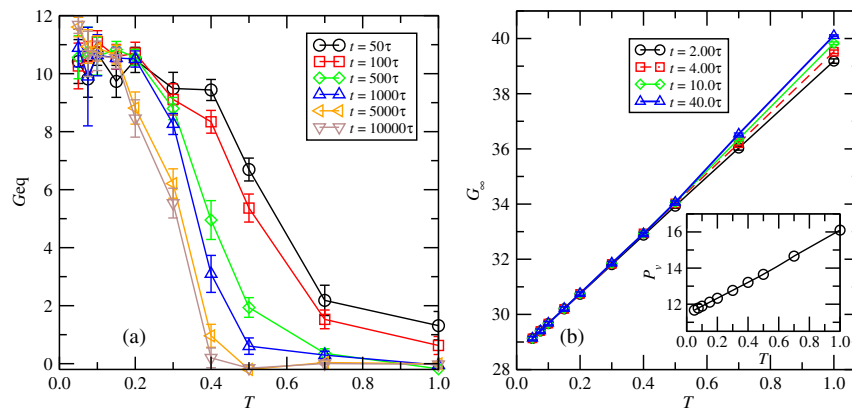 12
10
8
6
4
2
0
Geq
t = 50τ
t = 100τ
t = 500τ
t = 1000τ
t = 5000τ
t = 10000τ
(a)
0.0 0.2 0.4 0.6 0.8 1.0
T
40
38
36
34
32
30
28
G∞
t = 2.00τ
t = 4.00τ
t = 10.0τ
t = 40.0τ
(b)
16
14
12
Pν
0.0 0.2 0.4 0.6 0.8 1.0
T
0.0 0.2 0.4 0.6 0.8 1.0
T